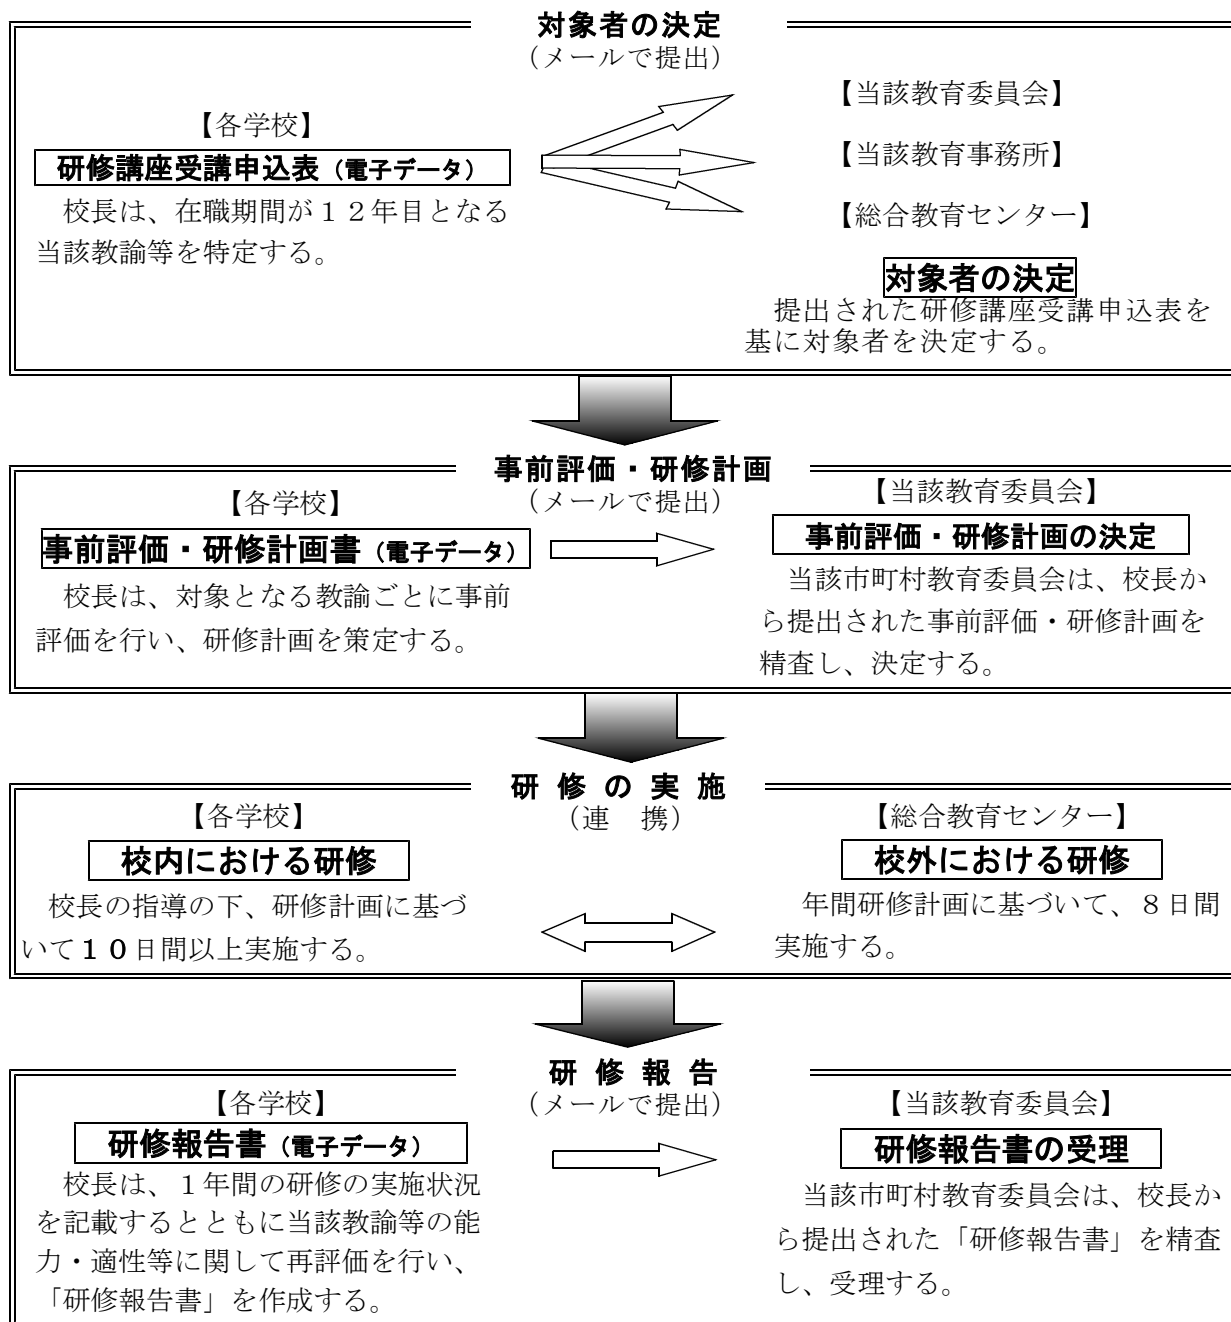 対象者の決定
（メールで提出）
【各学校】
研修講座受講申込表（電子データ）
校長は、在職期間が１２年目となる
当該教諭等を特定する。
【当該教育委員会】
【当該教育事務所】
【総合教育センター】
対象者の決定
提出された研修講座受講申込表を
基に対象者を決定する。
事前評価・研修計画
（メールで提出）
【各学校】
事前評価・研修計画書（電子データ）
校長は、対象となる教諭ごとに事前
評価を行い、研修計画を策定する。
【当該教育委員会】
事前評価・研修計画の決定
当該市町村教育委員会は、校長か
ら提出された事前評価・研修計画を
精査し、決定する。
研 修 の 実 施
（連　携）
【各学校】
校内における研修
校長の指導の下、研修計画に基づ
いて１０日間以上実施する。
【総合教育センター】
校外における研修
年間研修計画に基づいて、８日間
実施する。
研 修 報 告
（メールで提出）
【各学校】
研修報告書（電子データ）
校長は、１年間の研修の実施状況
を記載するとともに当該教諭等の能
力・適性等に関して再評価を行い、
「研修報告書」を作成する。
【当該教育委員会】
研修報告書の受理
当該市町村教育委員会は、校長か
ら提出された「研修報告書」を精査
し、受理する。